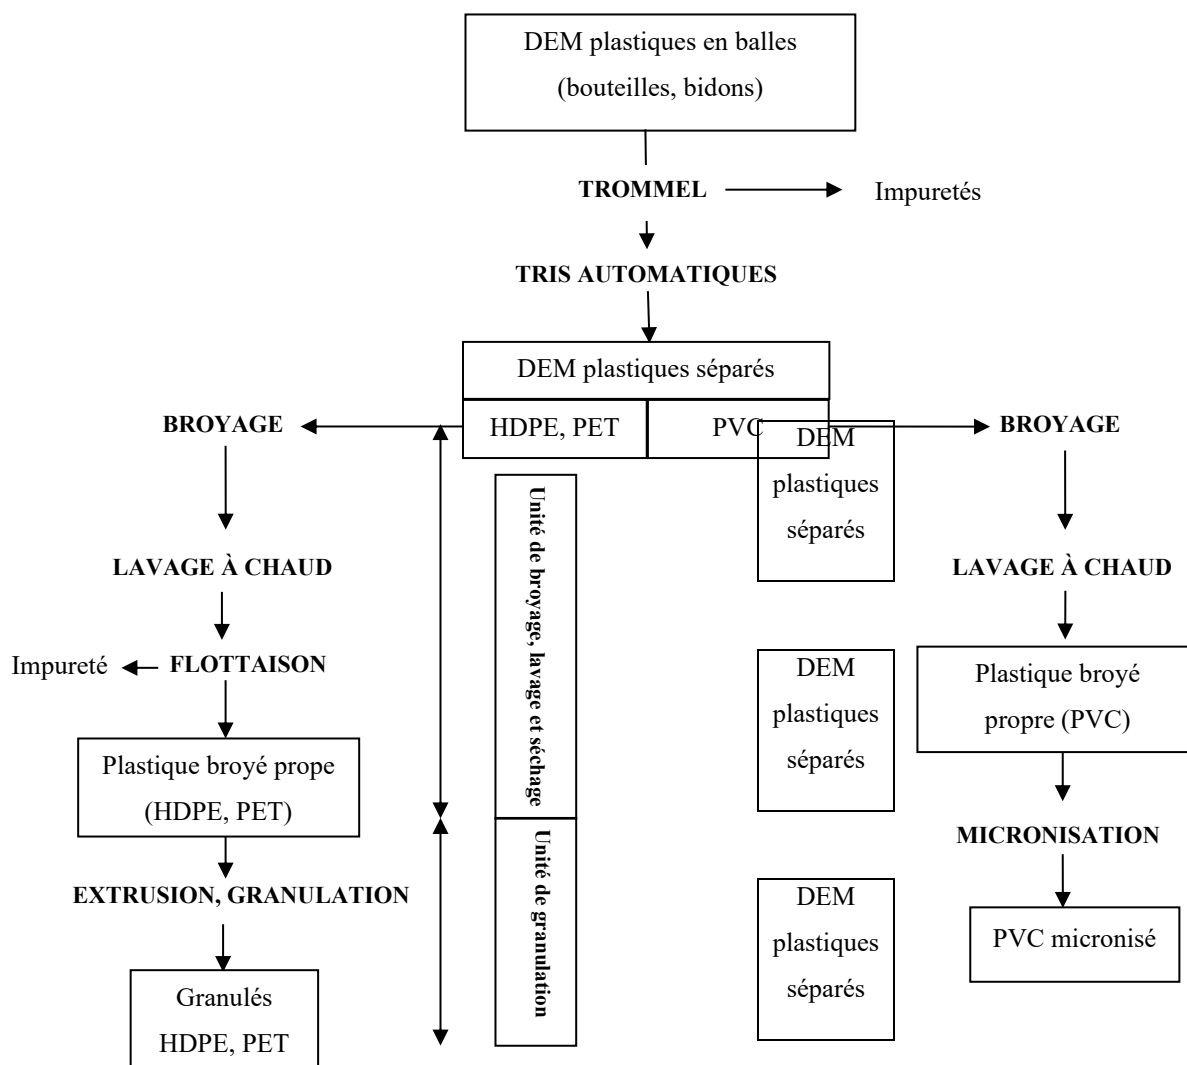 DEM plastiques en balles
(bouteilles, bidons)
TROMMEL
Impuretés
TRIS AUTOMATIQUES
DEM plastiques séparés
HDPE, PET
PVC
BROYAGE
LAVAGE À CHAUD
Impureté
FLOTTAISON
Plastique broyé prope
(HDPE, PET)
EXTRUSION, GRANULATION
Granulés
HDPE, PET
Unité de broyage, lavage et séchage
Unité de granulation
DEM
plastiques
séparés
DEM
plastiques
séparés
DEM
plastiques
séparés
BROYAGE
LAVAGE À CHAUD
Plastique broyé
propre (PVC)
MICRONISATION
PVC micronisé